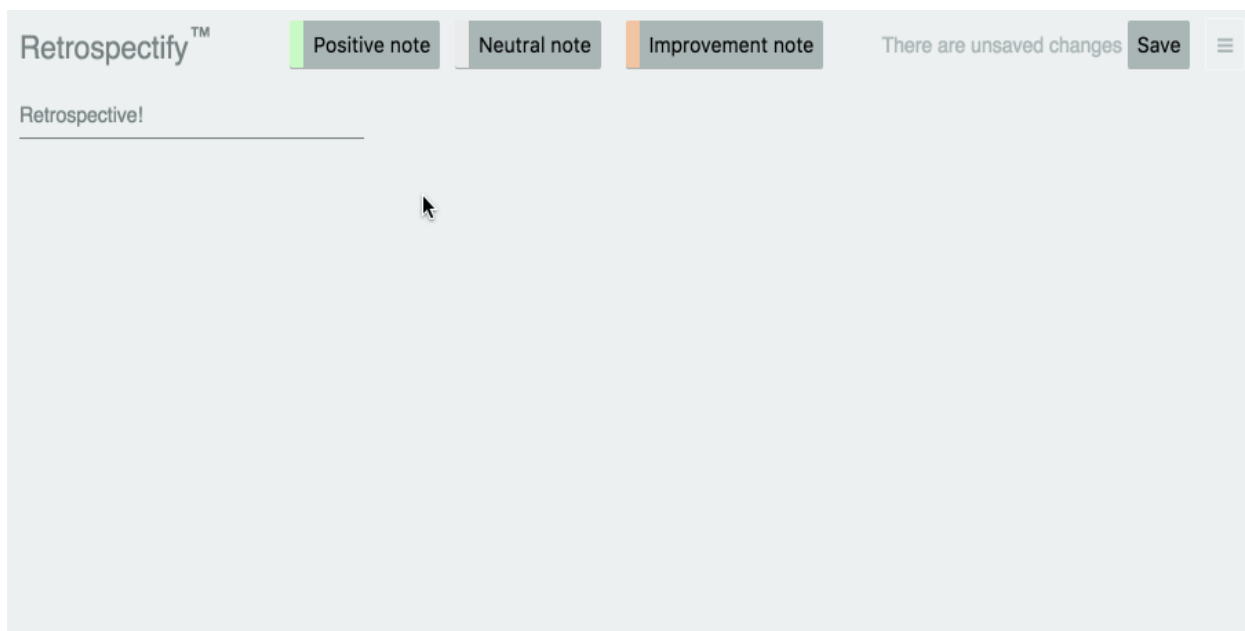 Retrospectify™ Positive note Neutral note Improvement note There are unsaved changes Save
Retrospective!